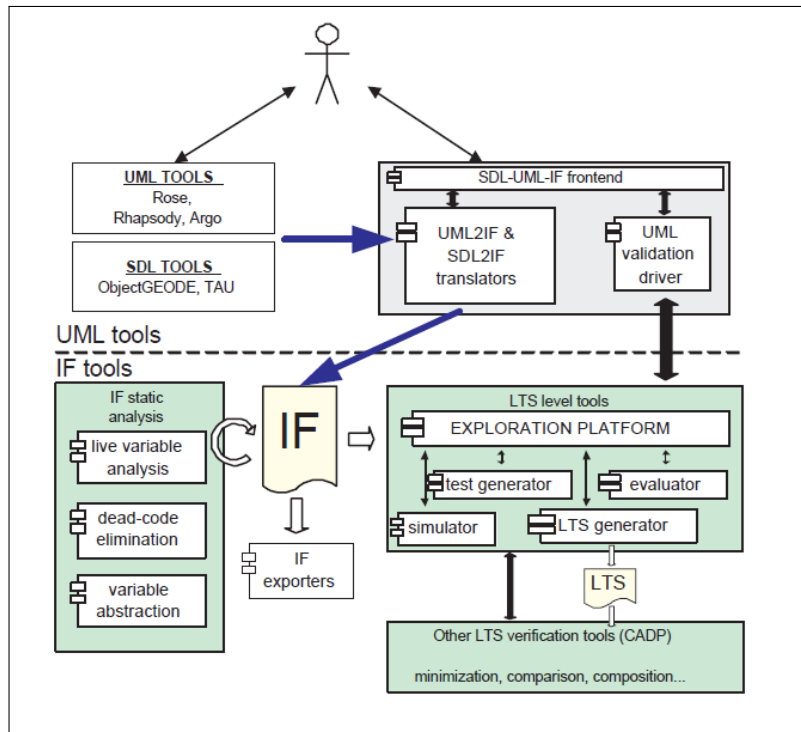 UML TOOLS
Rose,
Rhapsody, Argo
SDL TOOLS
ObjectGEODE, TAU
SDL-UML-IF frontend
UML2IF &
SDL2IF
translators
UML
validation
driver
UML tools
IF tools
IF static
analysis
live variable
analysis
dead-code
elimination
variable
abstraction
IF
IF
exporters
LTS level tools
EXPLORATION PLATFORM
test generator
evaluator
simulator
LTS generator
LTS
Other LTS verification tools (CADP)
minimization, comparison, composition...